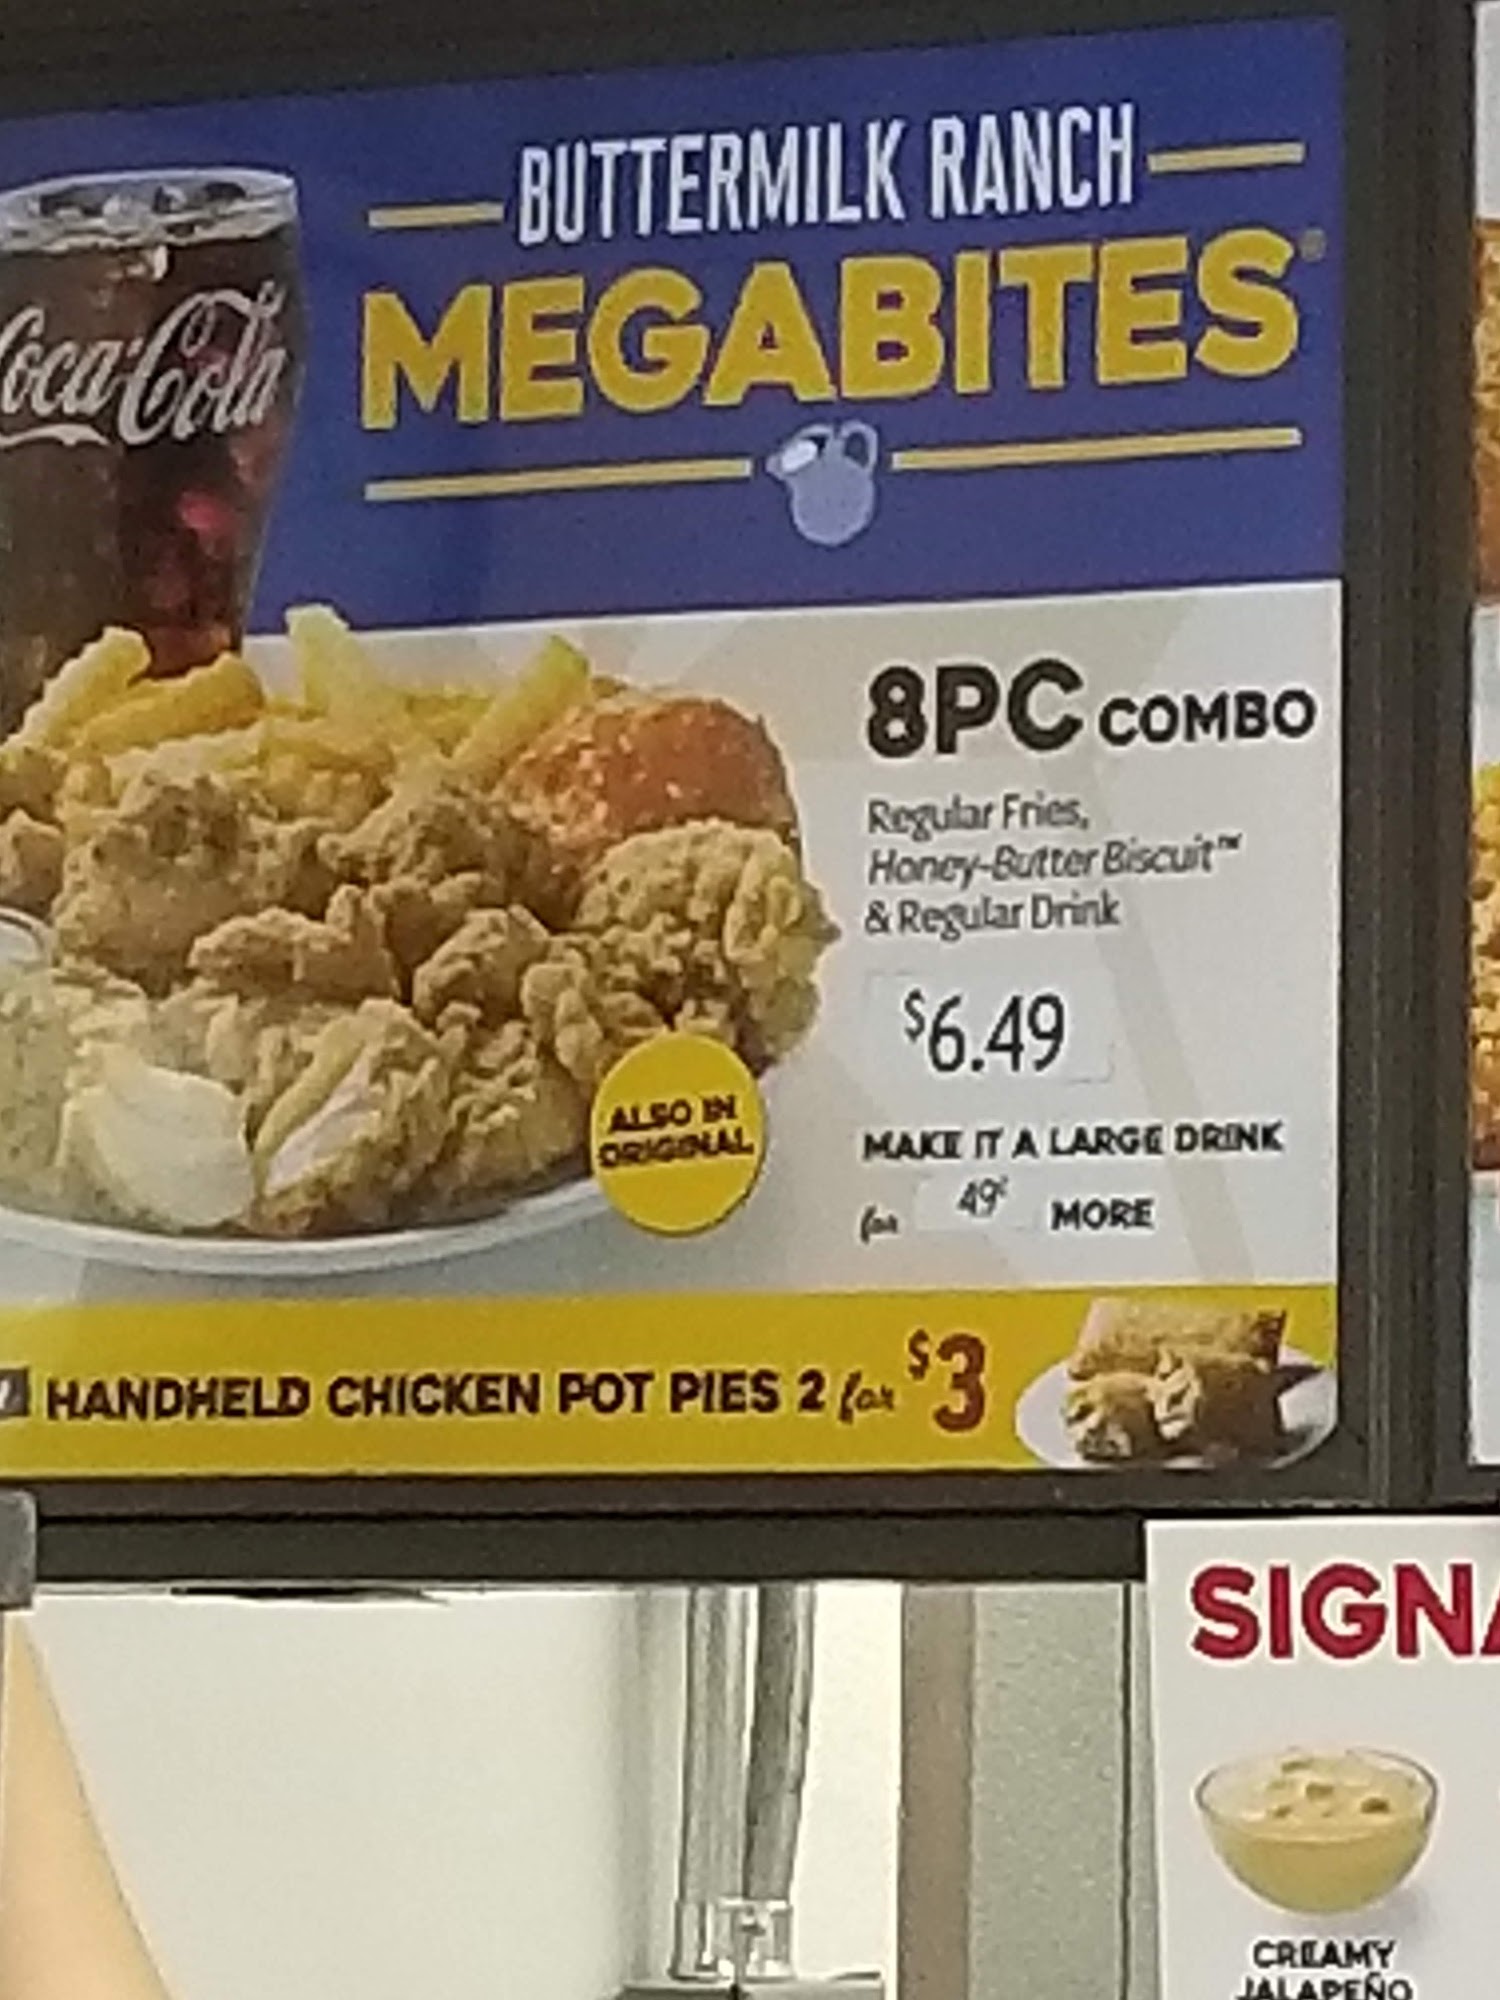 BUTTERMILK RANCH
MEGABITES®
Coca-Cola
8PC COMBO
Regular Fries,
Honey-Butter Biscuit™
& Regular Drink
$6.49
ALSO IN
ORIGINAL
MAKE IT A LARGE DRINK
for 49¢ MORE
HANDHELD CHICKEN POT PIES 2 for $3
CREAMY
JALAPEÑO